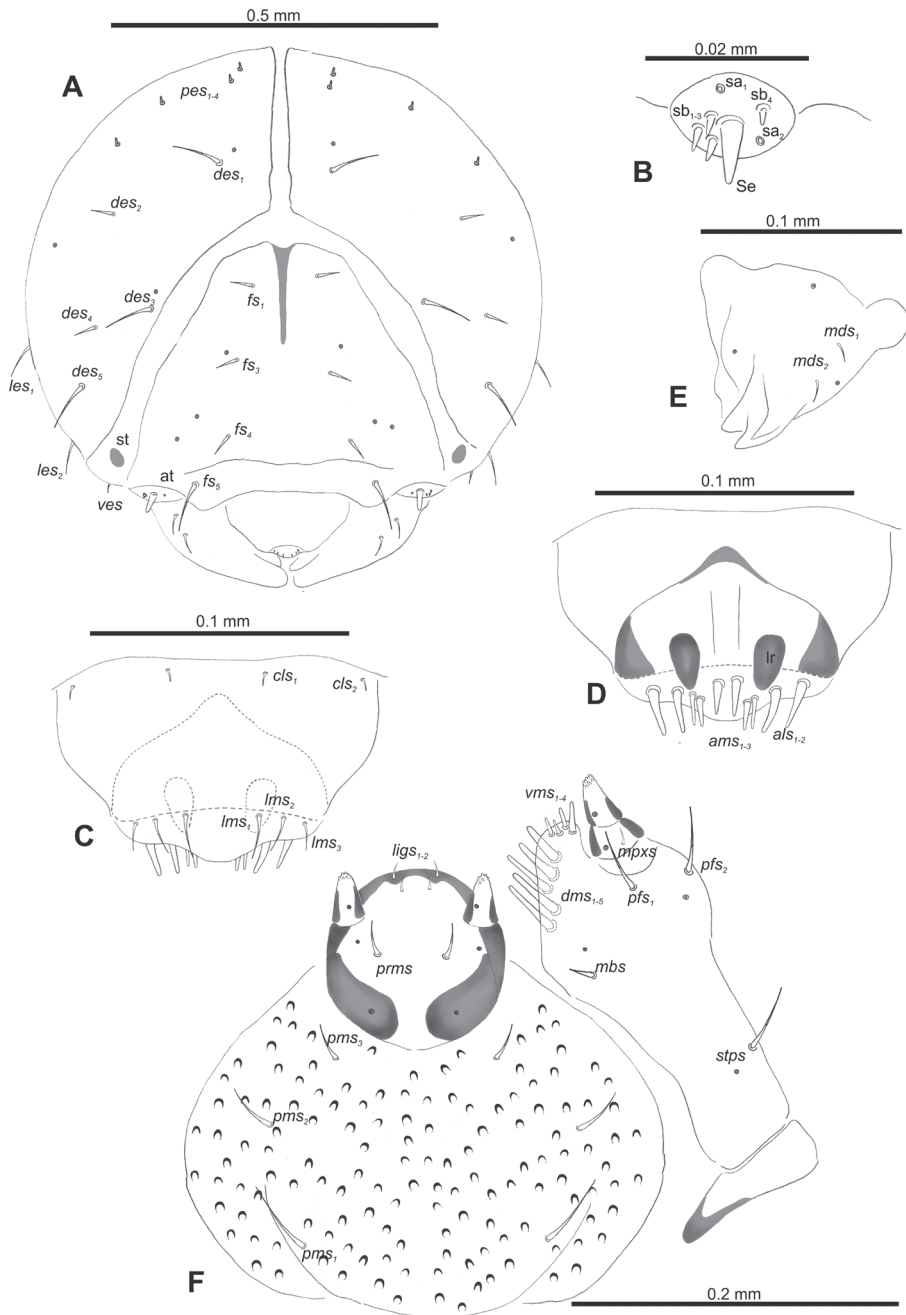 0.5 mm
A
pes₁₋₄
des₁
des₂
des₃
des₄
des₅
fs₁
fs₃
fs₄
fs₅
les₁
les₂
st
at
ves
0.02 mm
sa₁
sb₄
sb₁₋₃
sa₂
Se
B
0.1 mm
mds₁
mds₂
E
0.1 mm
lr
D
ams₁₋₃
als₁₋₂
0.1 mm
cls₁
cls₂
lms₂
lms₁
lms₃
C
vms₁₋₄
ligs₁₋₂
mpxs
pfs₂
pfs₁
dms₁₋₅
prms
mbs
pms₃
stps
pms₂
pms₁
F
0.2 mm